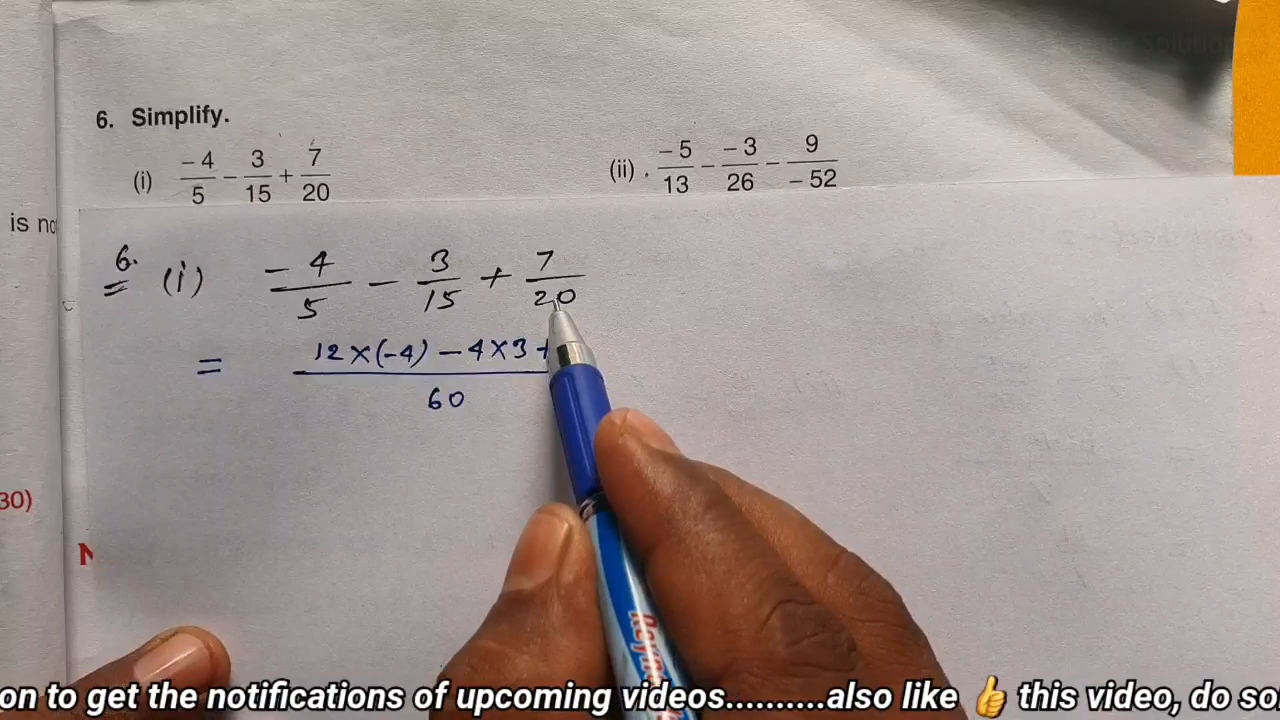 Science Solution
6. Simplify.
(i) -4/5 - 3/15 + 7/20
(ii) . -5/13 - -3/26 - 9/-52
is no
6. (i) -4/5 - 3/15 + 7/20
= 12×(-4) - 4×3 +
60
30)
N
on to get the notifications of upcoming videos..........also like 👍 this video, do so